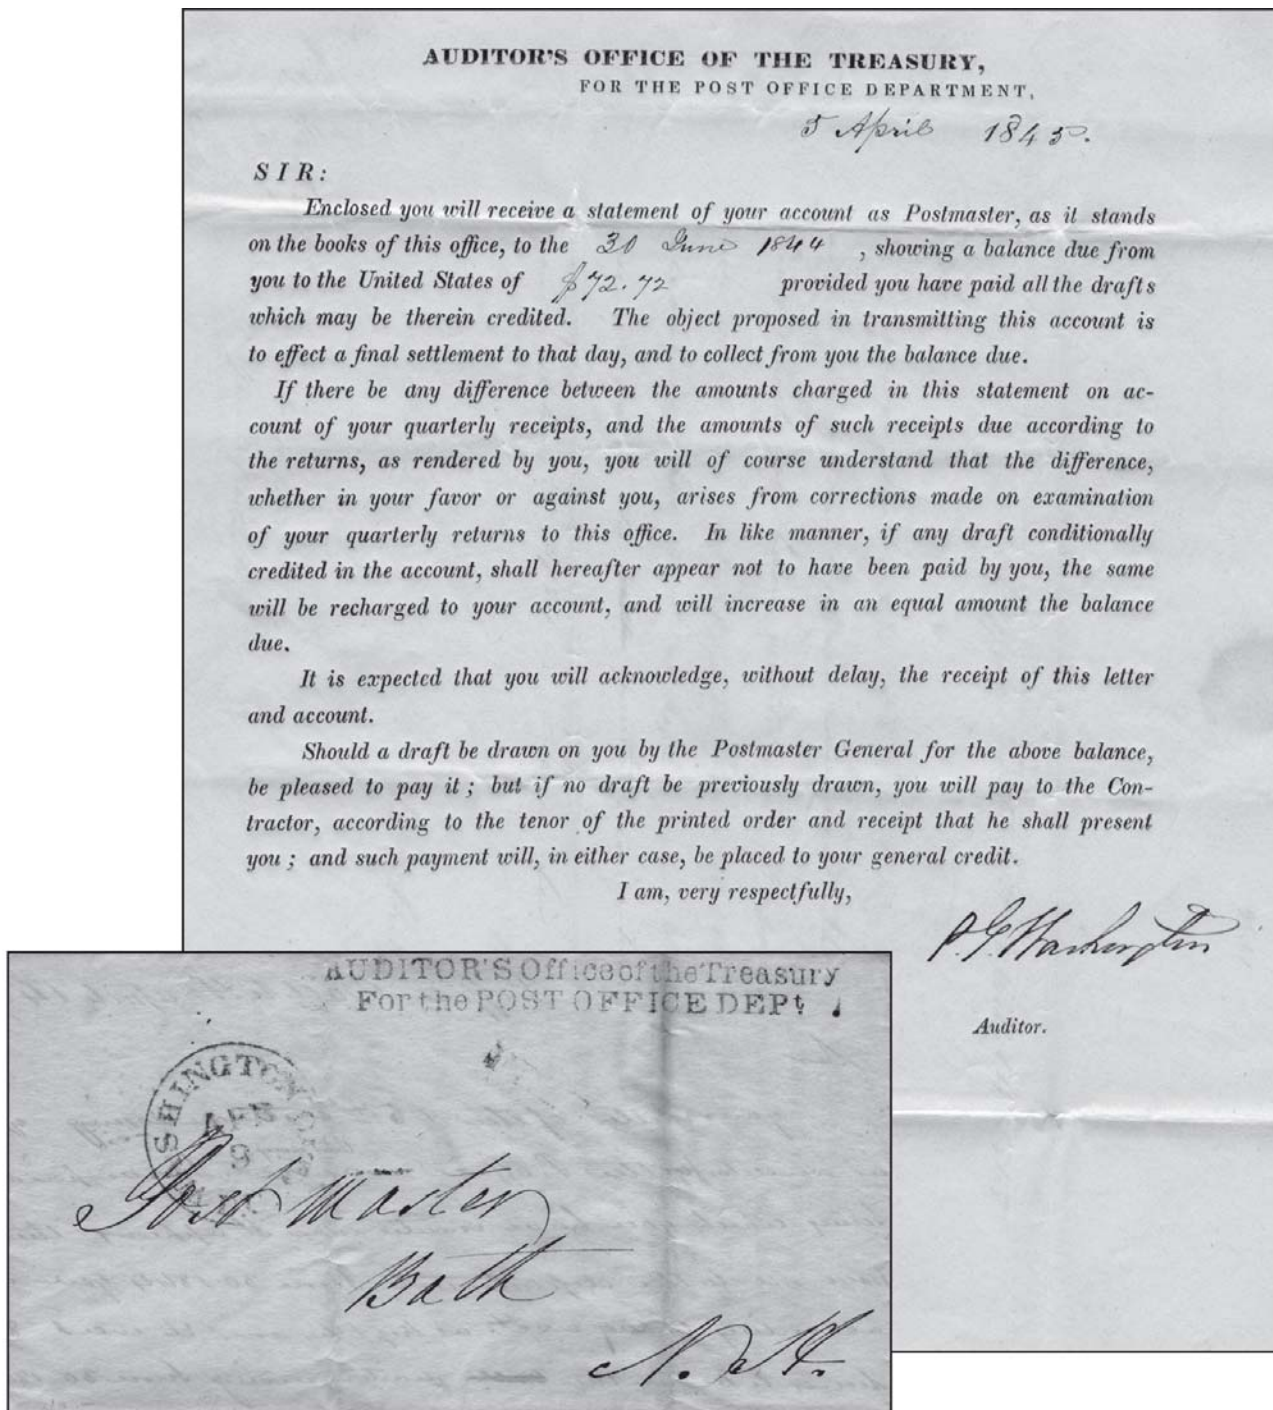 AUDITOR'S OFFICE OF THE TREASURY,
FOR THE POST OFFICE DEPARTMENT,
5 April 1845.
SIR:
Enclosed you will receive a statement of your account as Postmaster, as it stands
on the books of this office, to the 30 June 1844 , showing a balance due from
you to the United States of $72.72 provided you have paid all the drafts
which may be therein credited. The object proposed in transmitting this account is
to effect a final settlement to that day, and to collect from you the balance due.
If there be any difference between the amounts charged in this statement on ac-
count of your quarterly receipts, and the amounts of such receipts due according to
the returns, as rendered by you, you will of course understand that the difference,
whether in your favor or against you, arises from corrections made on examination
of your quarterly returns to this office. In like manner, if any draft conditionally
credited in the account, shall hereafter appear not to have been paid by you, the same
will be recharged to your account, and will increase in an equal amount the balance
due.
It is expected that you will acknowledge, without delay, the receipt of this letter
and account.
Should a draft be drawn on you by the Postmaster General for the above balance,
be pleased to pay it ; but if no draft be previously drawn, you will pay to the Con-
tractor, according to the tenor of the printed order and receipt that he shall present
you ; and such payment will, in either case, be placed to your general credit.
I am, very respectfully,
P. G. Washington
Auditor.
AUDITOR'S Office of the Treasury
For the POST OFFICE DEPt
WASHINGTON
APR
8
Post Master
Bath
N. H.